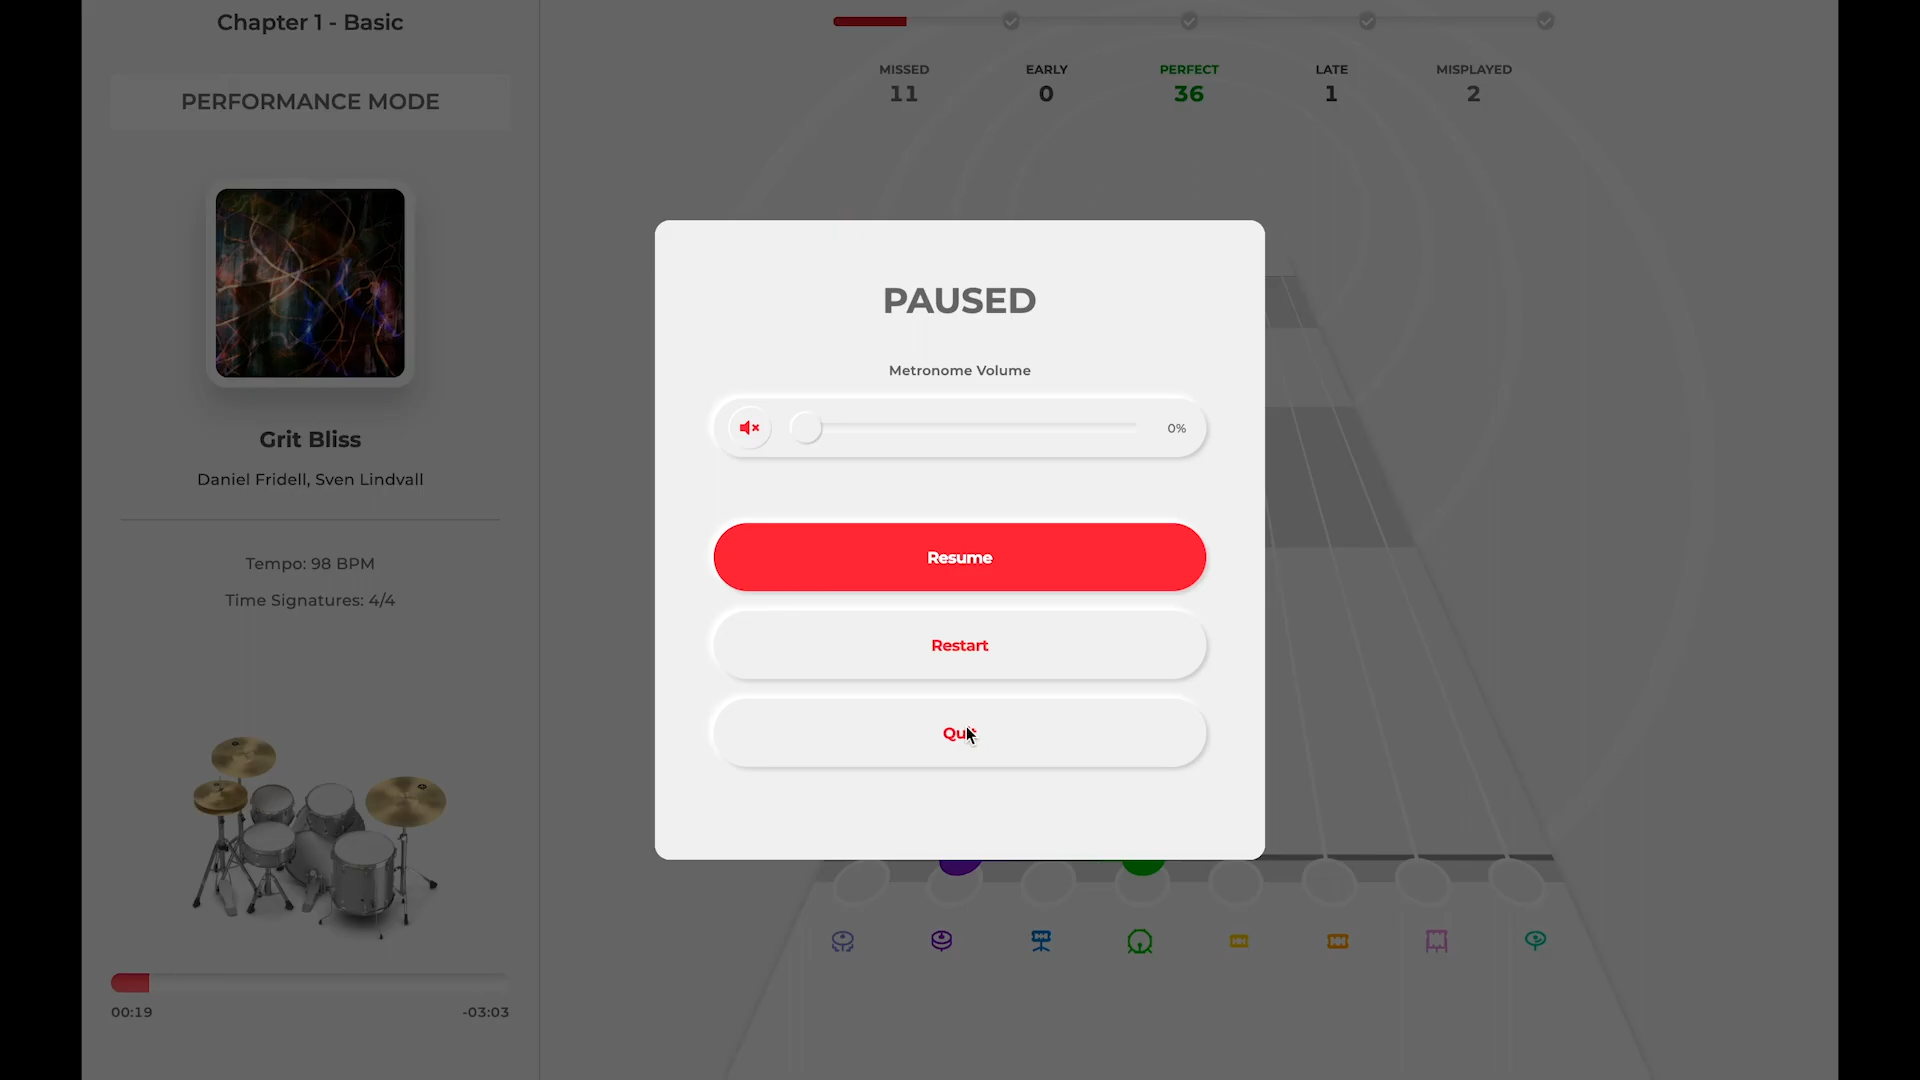 Chapter 1 - Basic
PERFORMANCE MODE
Grit Bliss
Daniel Fridell, Sven Lindvall
Tempo: 98 BPM
Time Signatures: 4/4
00:19
-03:03
MISSED
11
EARLY
0
PERFECT
36
LATE
1
MISPLAYED
2
PAUSED
Metronome Volume
0%
Resume
Restart
Quit